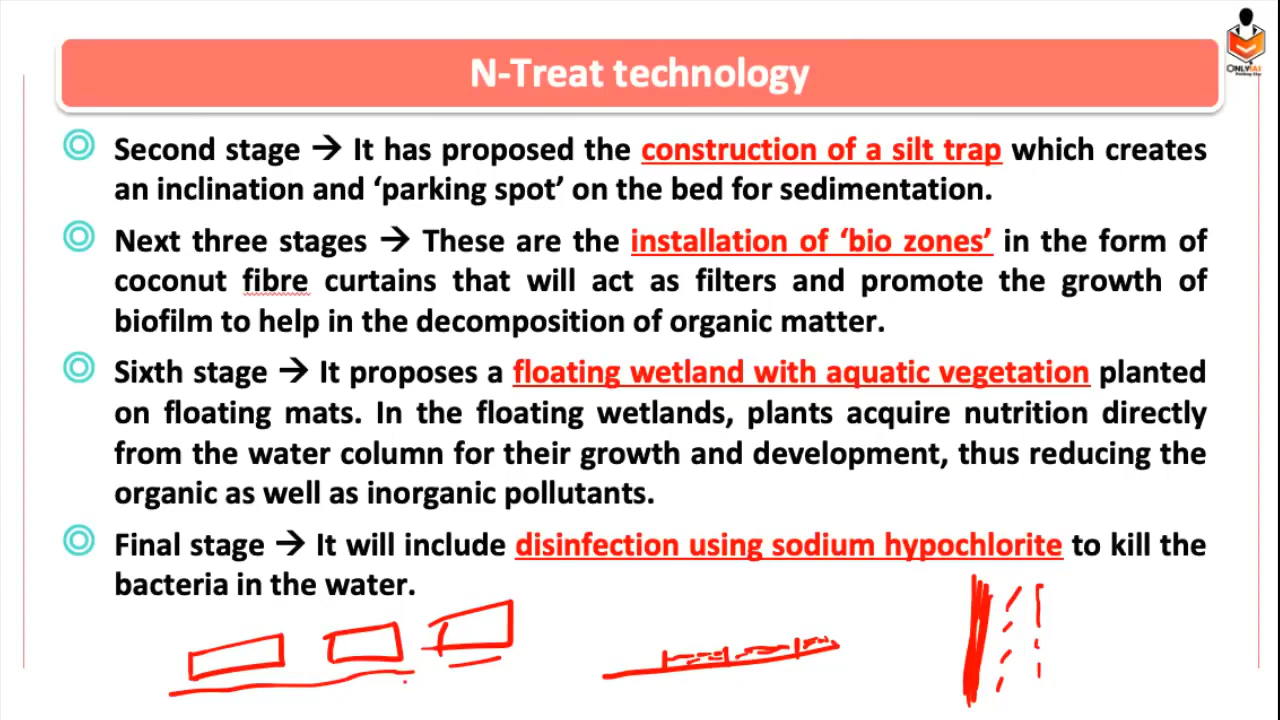 N-Treat technology
ONLYIAS
Second stage → It has proposed the construction of a silt trap which creates
an inclination and ‘parking spot’ on the bed for sedimentation.
Next three stages → These are the installation of ‘bio zones’ in the form of
coconut fibre curtains that will act as filters and promote the growth of
biofilm to help in the decomposition of organic matter.
Sixth stage → It proposes a floating wetland with aquatic vegetation planted
on floating mats. In the floating wetlands, plants acquire nutrition directly
from the water column for their growth and development, thus reducing the
organic as well as inorganic pollutants.
Final stage → It will include disinfection using sodium hypochlorite to kill the
bacteria in the water.